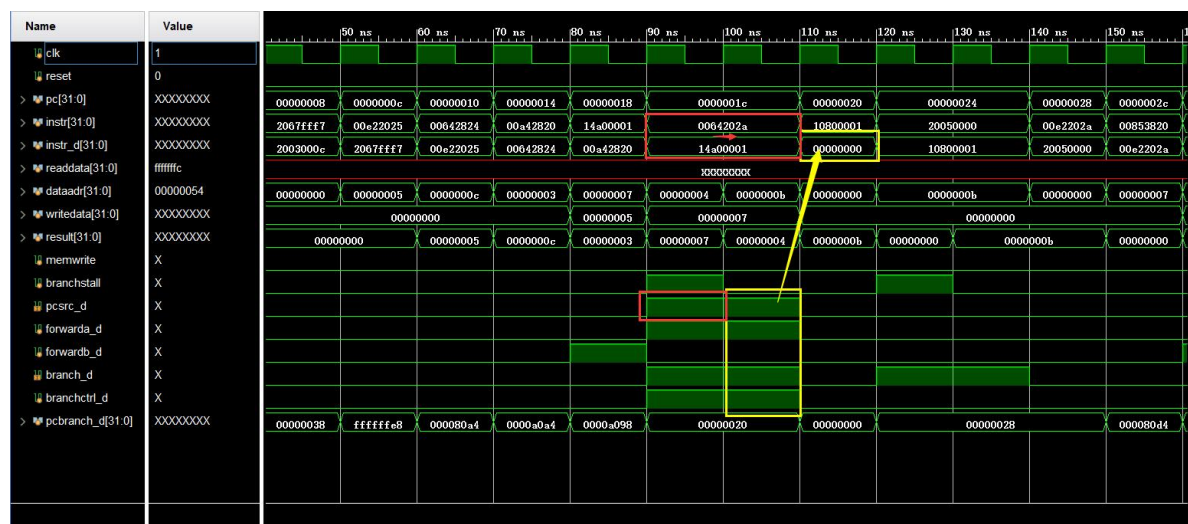 Name Value
50 ns 60 ns 70 ns 80 ns 90 ns 100 ns 110 ns 120 ns 130 ns 140 ns 150 ns
clk 1
reset 0
pc[31:0] XXXXXXXX 00000008 0000000c 00000010 00000014 00000018 0000001c 00000020 00000024 00000028 0000002c
instr[31:0] XXXXXXXX 2067fff7 00e22025 00642824 00a42820 14a00001 0064202a 10800001 20050000 00e2202a 00853820
instr_d[31:0] XXXXXXXX 2003000c 2067fff7 00e22025 00642824 00a42820 14a00001 00000000 10800001 20050000 00e2202a
readdata[31:0] fffffffc XXXXXXXX
dataadr[31:0] 00000054 00000000 00000005 0000000c 00000003 00000007 00000004 0000000b 00000000 0000000b 00000000 00000007
writedata[31:0] XXXXXXXX 00000000 00000005 00000007 00000000
result[31:0] XXXXXXXX 00000000 00000005 0000000c 00000003 00000007 00000004 0000000b 00000000 0000000b 00000000
memwrite X
branchstall X
pcsrc_d X
forwarda_d X
forwardb_d X
branch_d X
branchctrl_d X
pcbranch_d[31:0] XXXXXXXX 00000038 ffffffe8 000080a4 0000a0a4 0000a098 00000020 00000000 00000028 000080d4